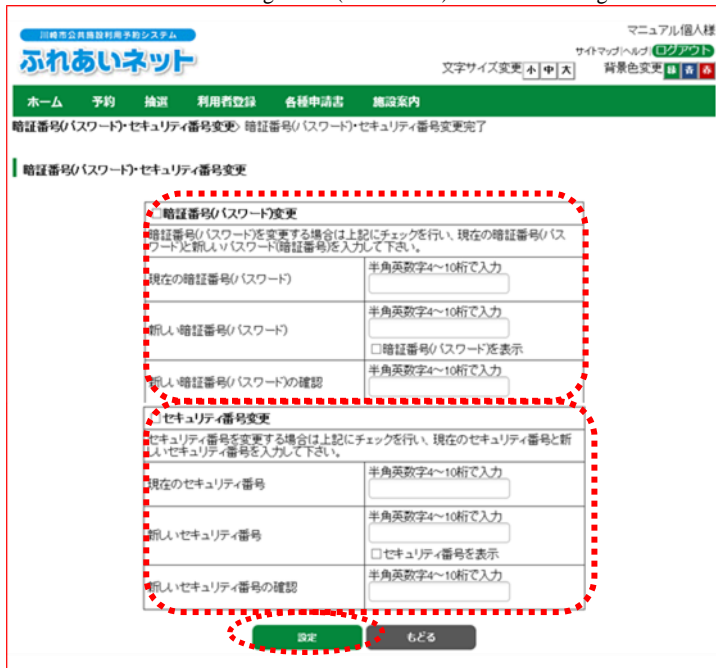 川崎市公共施設利用予約システム
ふれあいネット
マニュアル個人様
サイトマップ|ヘルプ|ログアウト
文字サイズ変更 小 中 大 背景色変更 緑 青 赤
ホーム 予約 抽選 利用者登録 各種申請書 施設案内
暗証番号(パスワード)・セキュリティ番号変更> 暗証番号(パスワード)・セキュリティ番号変更完了
暗証番号(パスワード)・セキュリティ番号変更
□暗証番号(パスワード)変更
暗証番号(パスワード)を変更する場合は上記にチェックを行い、現在の暗証番号(パス
ワード)と新しいパスワード(暗証番号)を入力して下さい。
現在の暗証番号(パスワード)
半角英数字4～10桁で入力
新しい暗証番号(パスワード)
半角英数字4～10桁で入力
□暗証番号(パスワード)を表示
新しい暗証番号(パスワード)の確認
半角英数字4～10桁で入力
□セキュリティ番号変更
セキュリティ番号を変更する場合は上記にチェックを行い、現在のセキュリティ番号と新
しいセキュリティ番号を入力して下さい。
現在のセキュリティ番号
半角英数字4～10桁で入力
新しいセキュリティ番号
半角英数字4～10桁で入力
□セキュリティ番号を表示
新しいセキュリティ番号の確認
半角英数字4～10桁で入力
設定 もどる